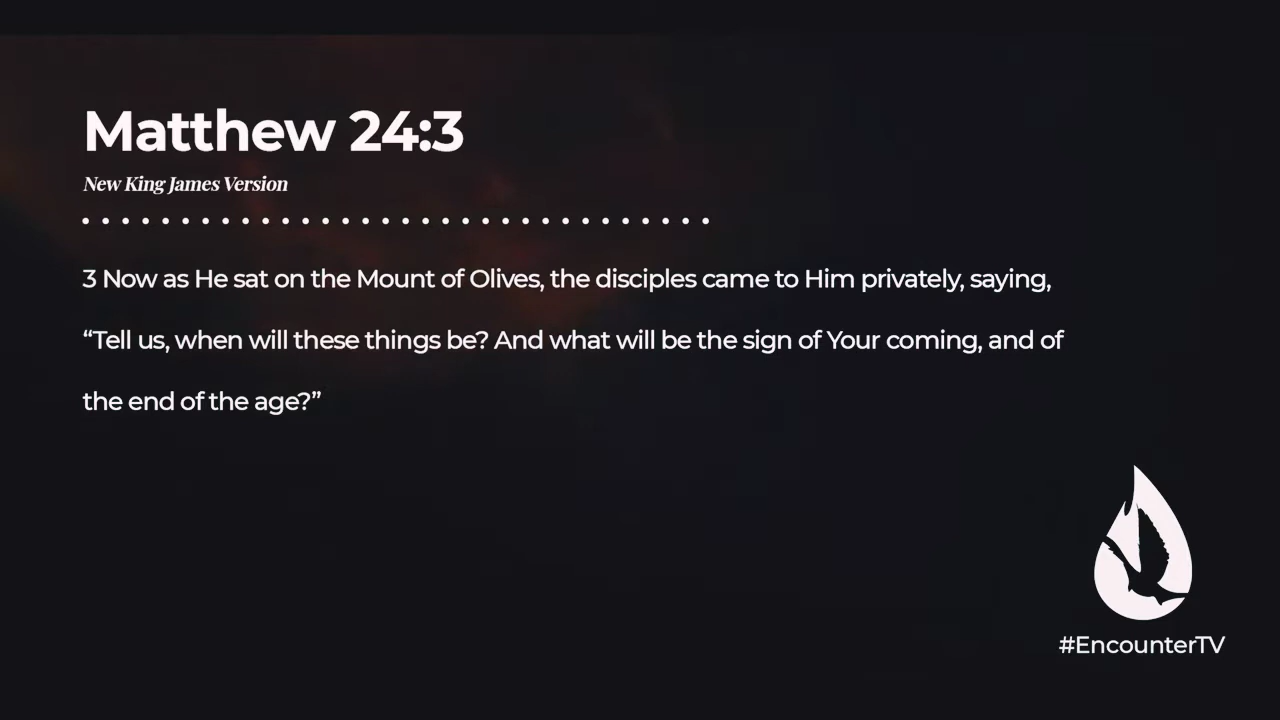 Matthew 24:3
New King James Version
3 Now as He sat on the Mount of Olives, the disciples came to Him privately, saying,
“Tell us, when will these things be? And what will be the sign of Your coming, and of
the end of the age?”
#EncounterTV